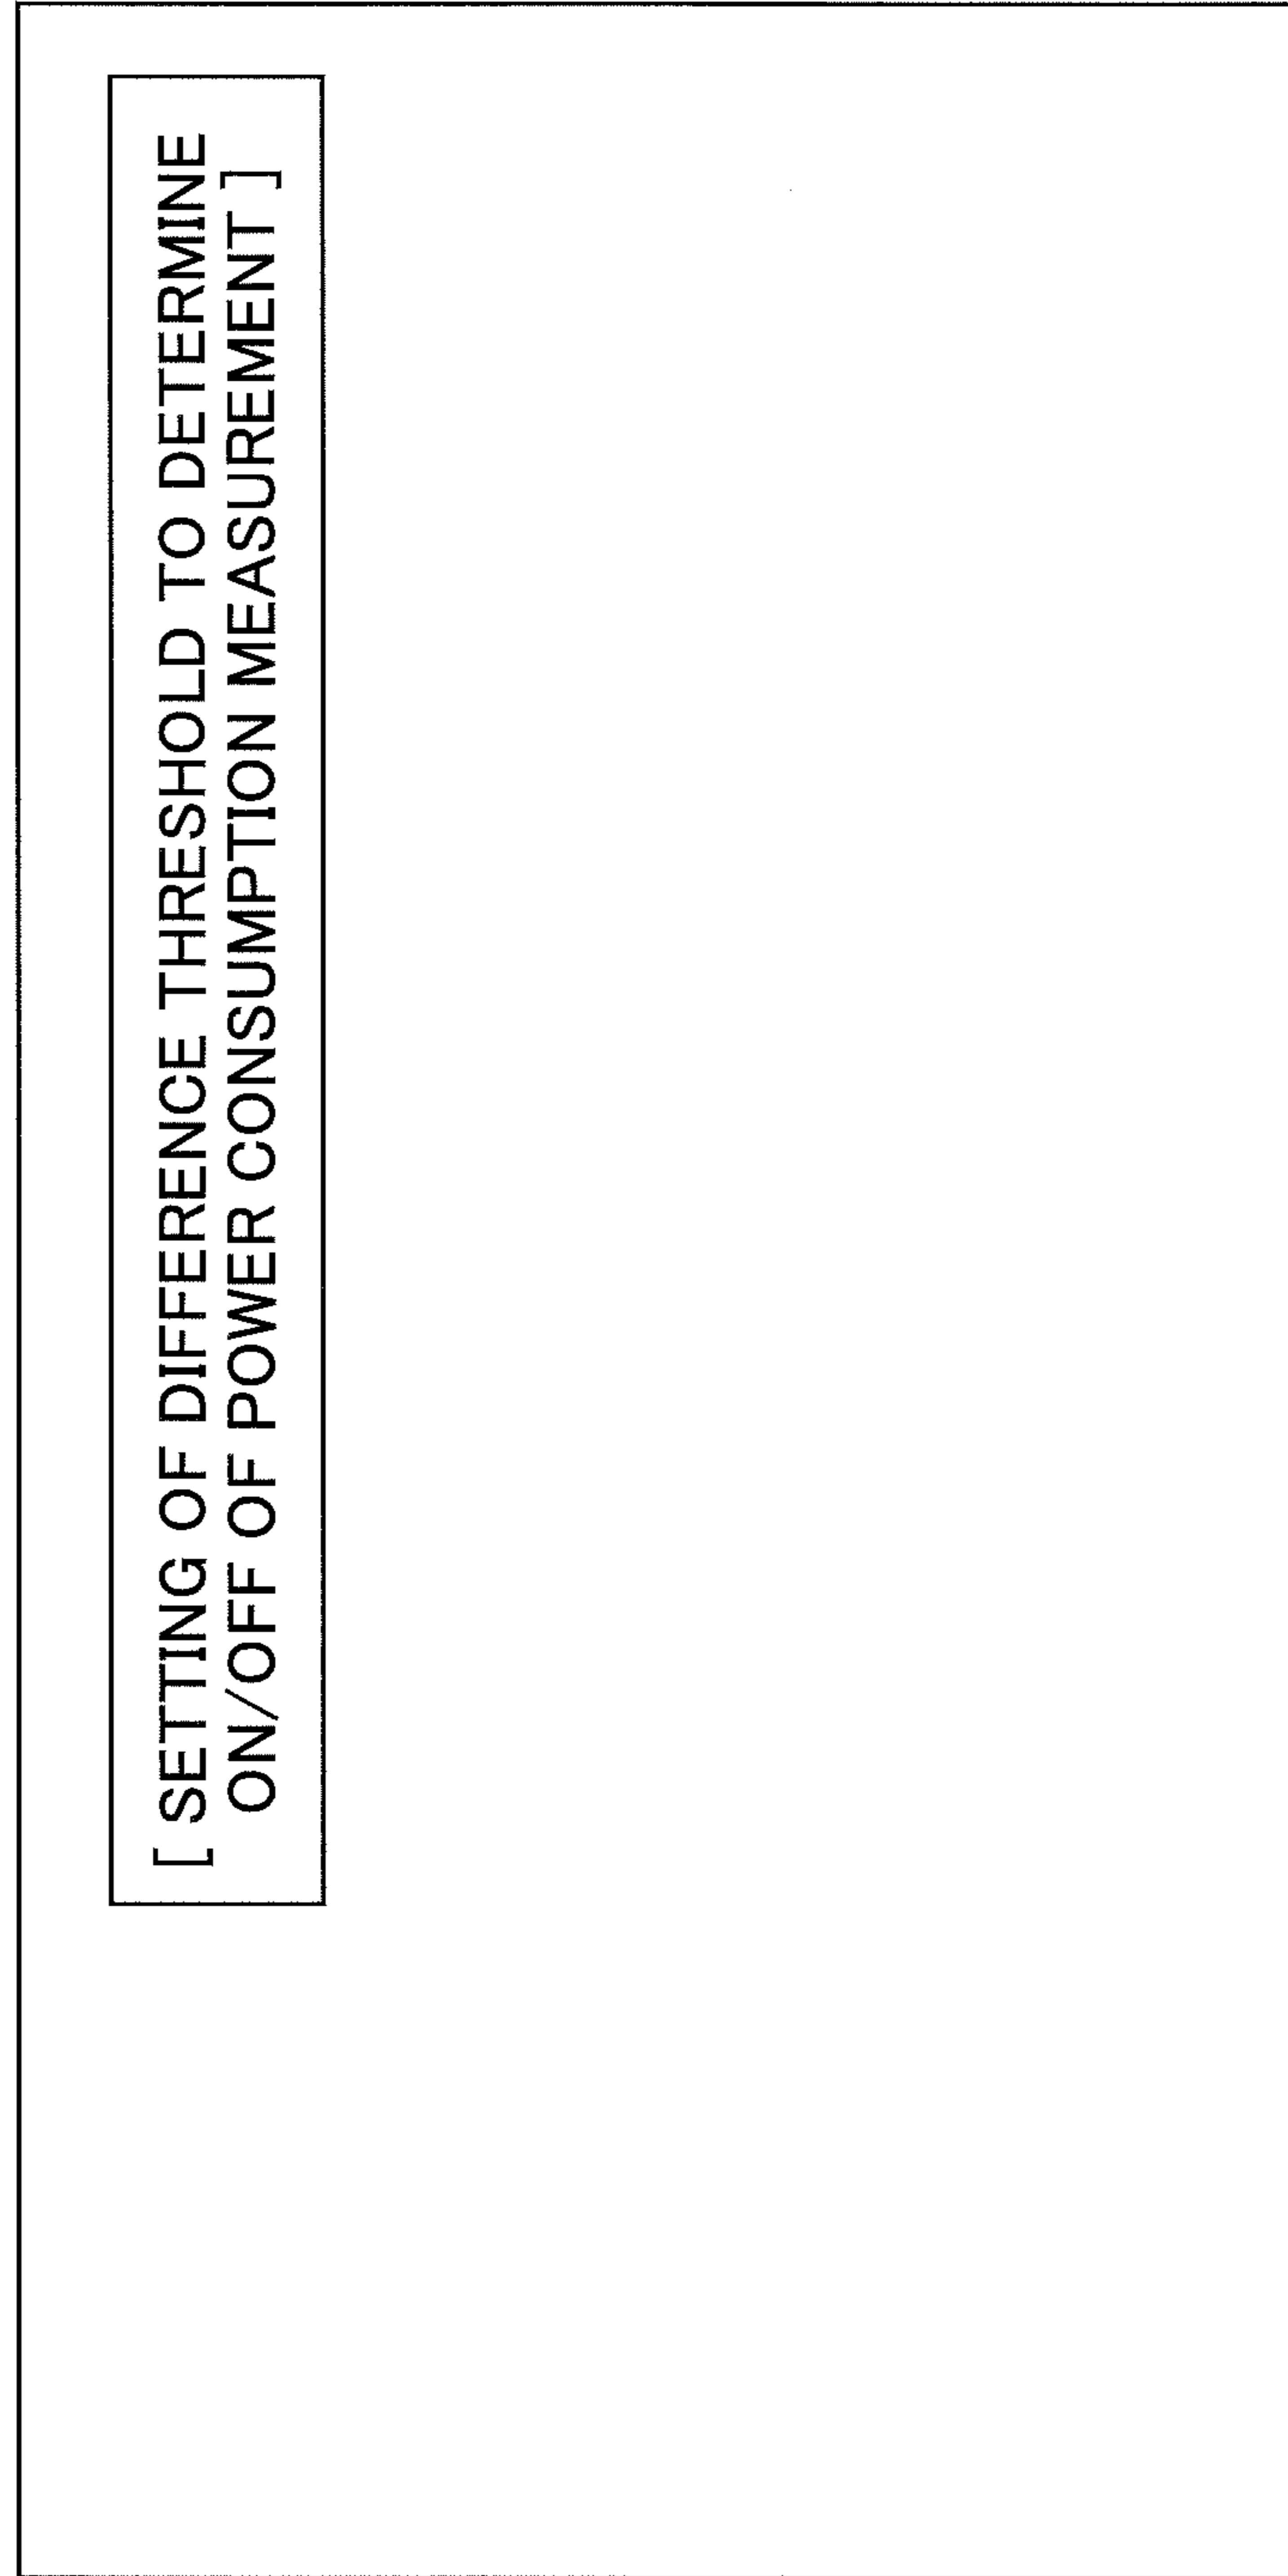 [ SETTING OF DIFFERENCE THRESHOLD TO DETERMINE
ON/OFF OF POWER CONSUMPTION MEASUREMENT ]